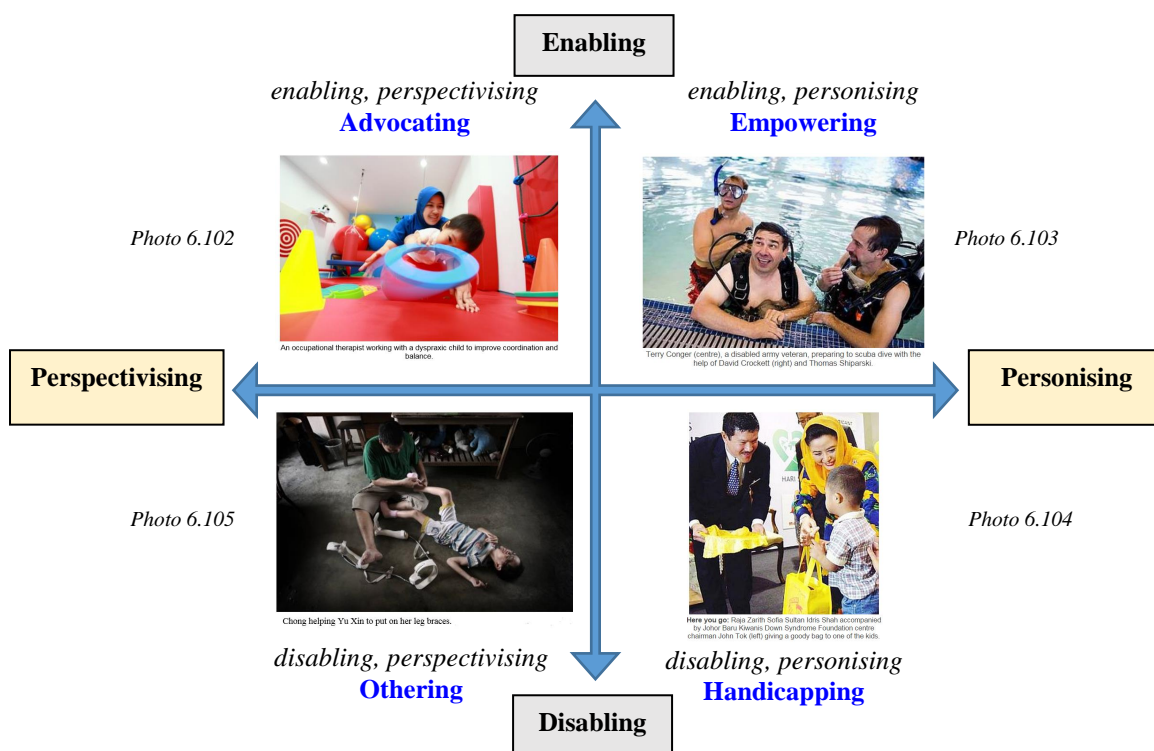 Enabling
enabling, perspectivising
Advocating
enabling, personising
Empowering
Photo 6.102
Photo 6.103
An occupational therapist working with a dyspraxic child to improve coordination and
balance.
Terry Conger (centre), a disabled army veteran, preparing to scuba dive with the
help of David Crockett (right) and Thomas Shiparski.
Perspectivising
Personising
HARI
Photo 6.105
Photo 6.104
Chong helping Yu Xin to put on her leg braces.
Here you go: Raja Zarith Sofia Sultan Idris Shah accompanied
by Johor Baru Kiwanis Down Syndrome Foundation centre
chairman John Tok (left) giving a goody bag to one of the kids.
disabling, perspectivising
Othering
disabling, personising
Handicapping
Disabling